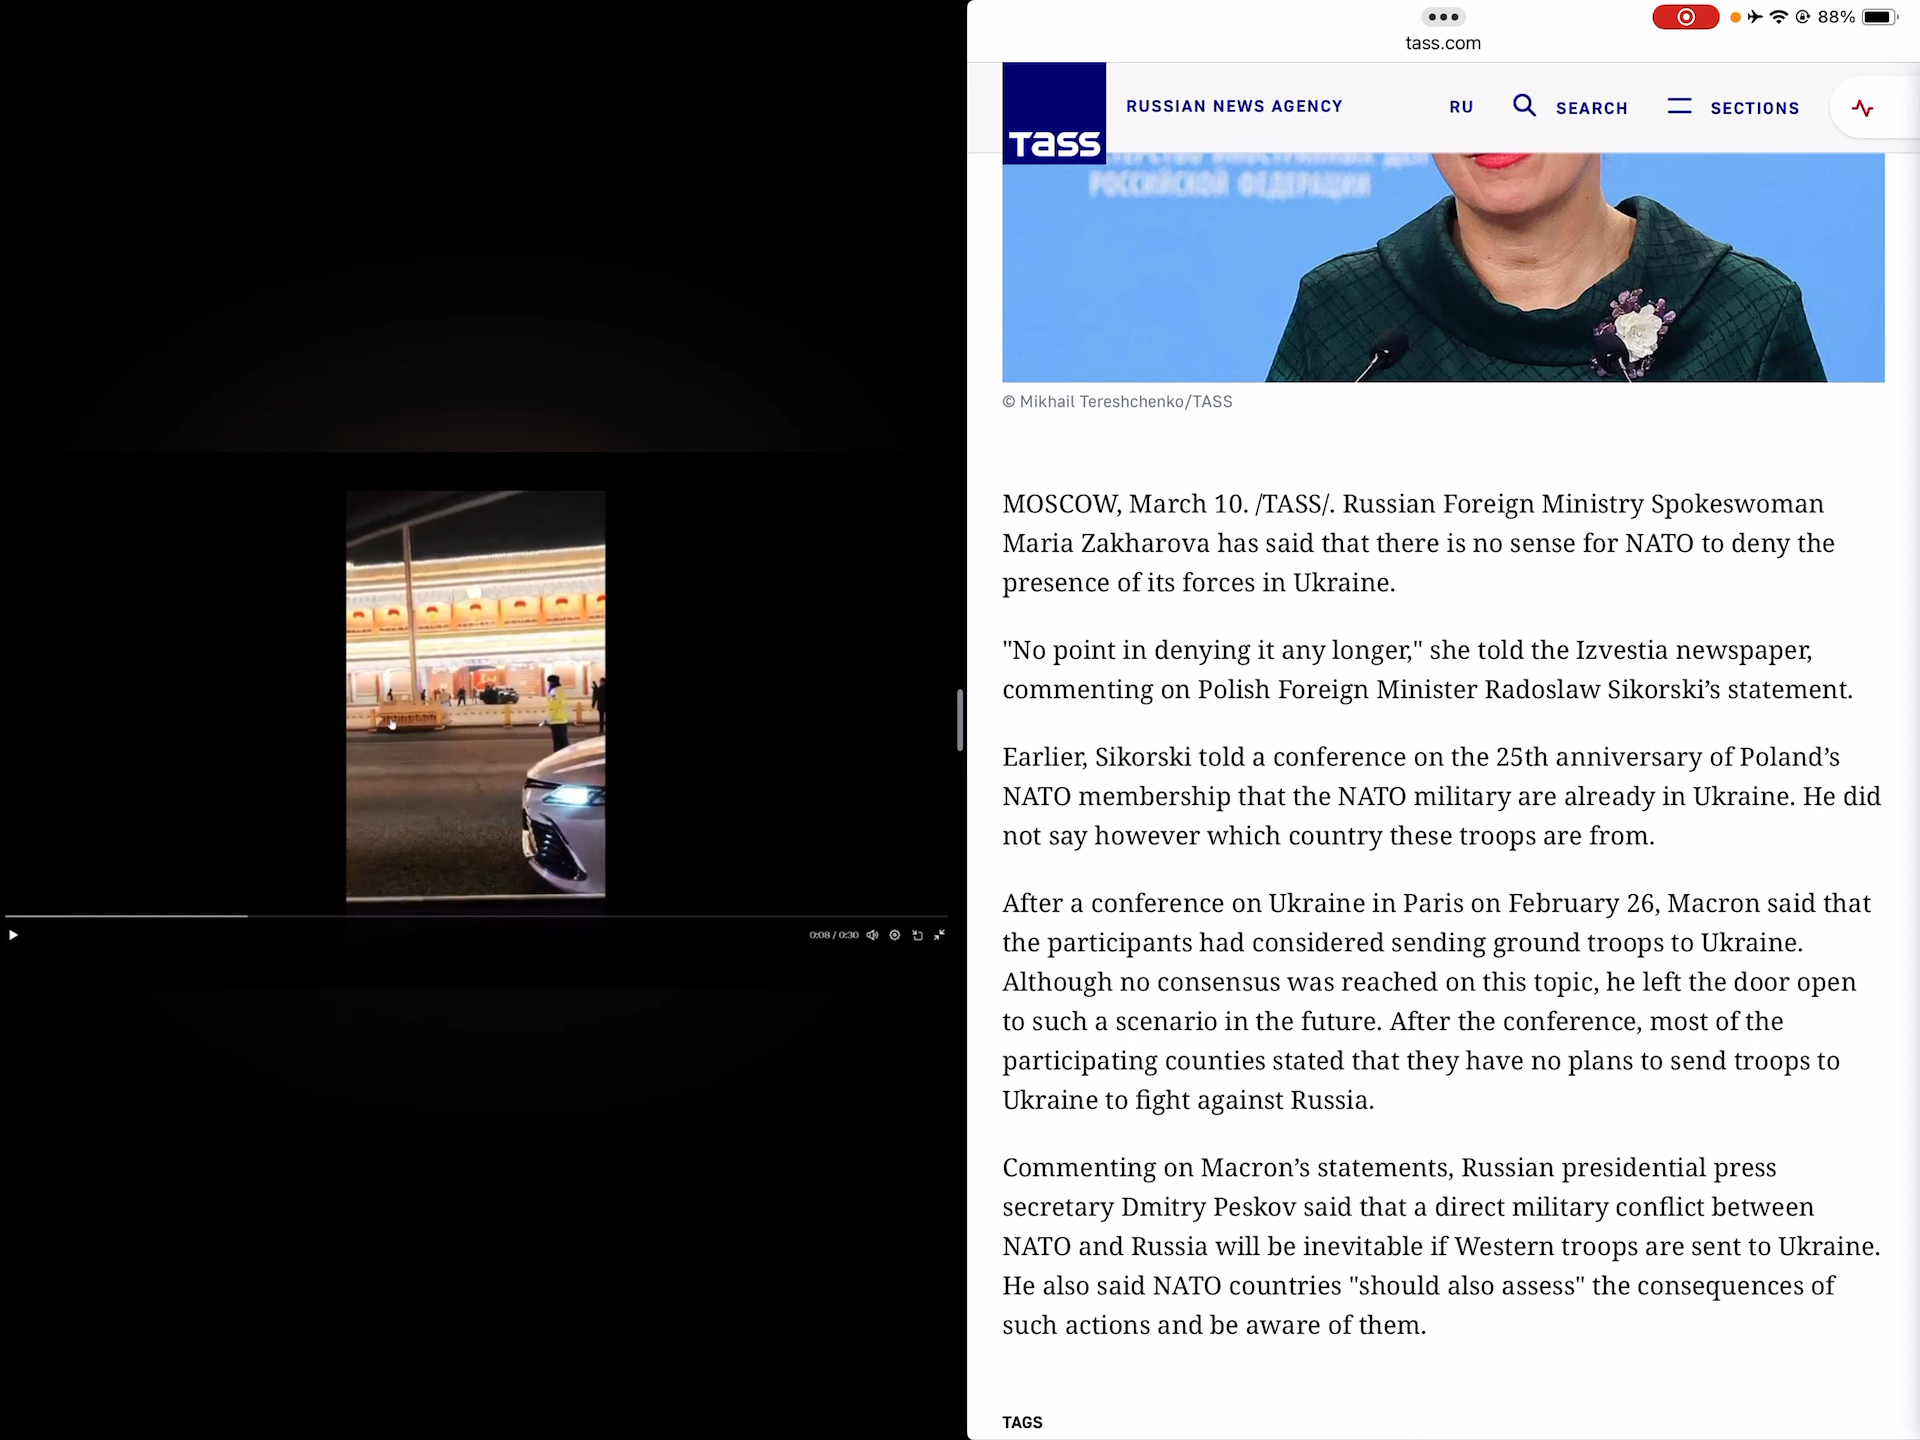 88%
tass.com
Tass
RUSSIAN NEWS AGENCY
RU
SEARCH
SECTIONS
РОССИЙСКОЙ ФЕДЕРАЦИИ
© Mikhail Tereshchenko/TASS
MOSCOW, March 10. /TASS/. Russian Foreign Ministry Spokeswoman
Maria Zakharova has said that there is no sense for NATO to deny the
presence of its forces in Ukraine.
"No point in denying it any longer," she told the Izvestia newspaper,
commenting on Polish Foreign Minister Radoslaw Sikorski’s statement.
Earlier, Sikorski told a conference on the 25th anniversary of Poland’s
NATO membership that the NATO military are already in Ukraine. He did
not say however which country these troops are from.
After a conference on Ukraine in Paris on February 26, Macron said that
the participants had considered sending ground troops to Ukraine.
Although no consensus was reached on this topic, he left the door open
to such a scenario in the future. After the conference, most of the
participating counties stated that they have no plans to send troops to
Ukraine to fight against Russia.
Commenting on Macron’s statements, Russian presidential press
secretary Dmitry Peskov said that a direct military conflict between
NATO and Russia will be inevitable if Western troops are sent to Ukraine.
He also said NATO countries "should also assess" the consequences of
such actions and be aware of them.
TAGS
0:08 / 0:30